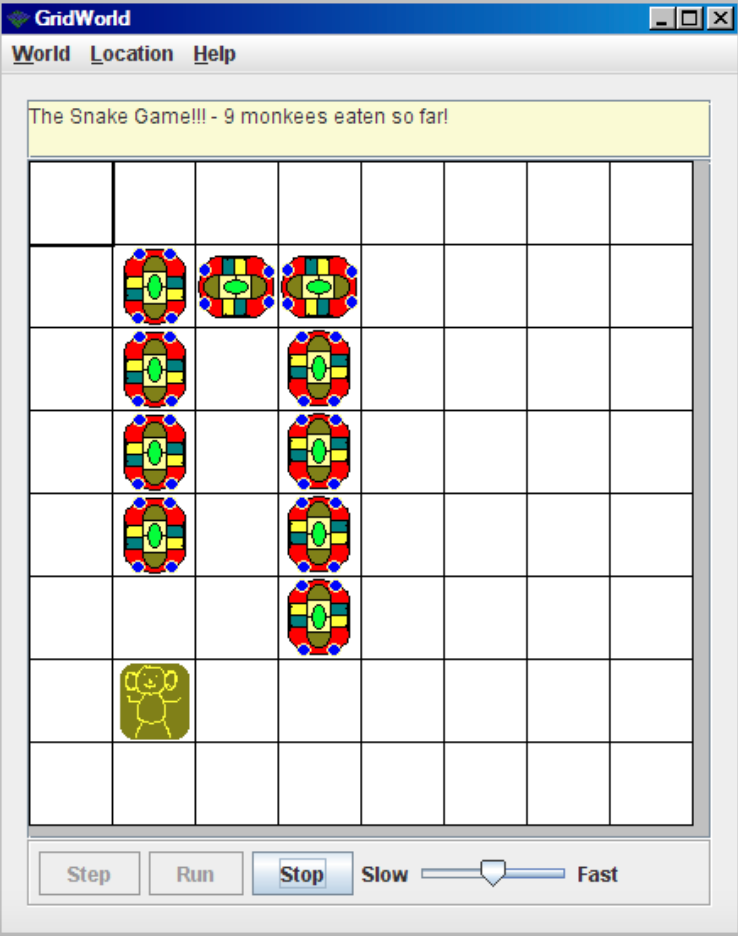 GridWorld
World Location Help
The Snake Game!!! - 9 monkees eaten so far!
Step Run Stop Slow Fast